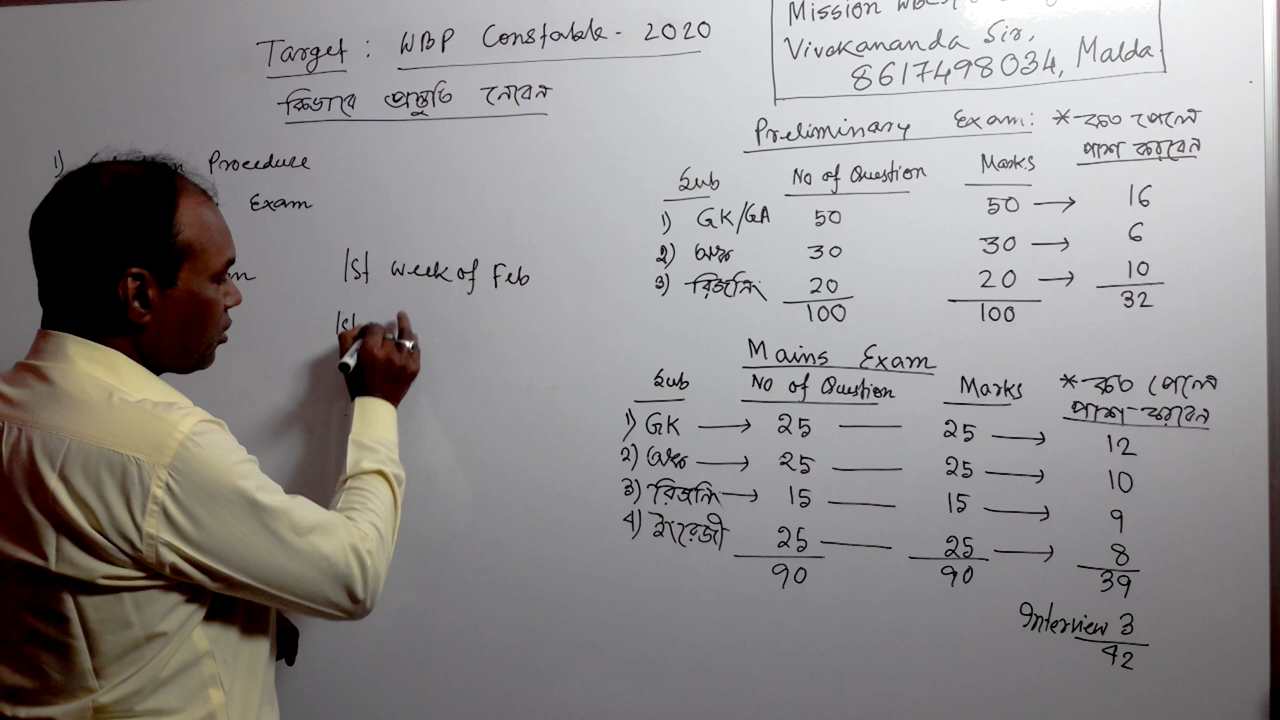 Target: WBP Constable - 2020
কিভাবে প্রস্তুতি নেবেন
1)
Procedure
Exam
1st week of Feb
1st
Mission
Vivekananda Sir,
8617498034, Malda
Preliminary Exam: * কত পেলে
পাশ করবেন
Sub No of Question Marks
1) GK/GA 50 50 → 16
2) অঙ্ক 30 30 → 6
3) রিজনিং 20 20 → 10
100 100 32
Mains Exam
Sub No of Question Marks * কত পেলে
পাশ করবেন
1) GK → 25 — 25 → 12
2) অঙ্ক → 25 — 25 → 10
3) রিজনিং → 15 — 15 → 9
4) ইংরেজী 25 — 25 → 8
90 90 39
Interview 3
42